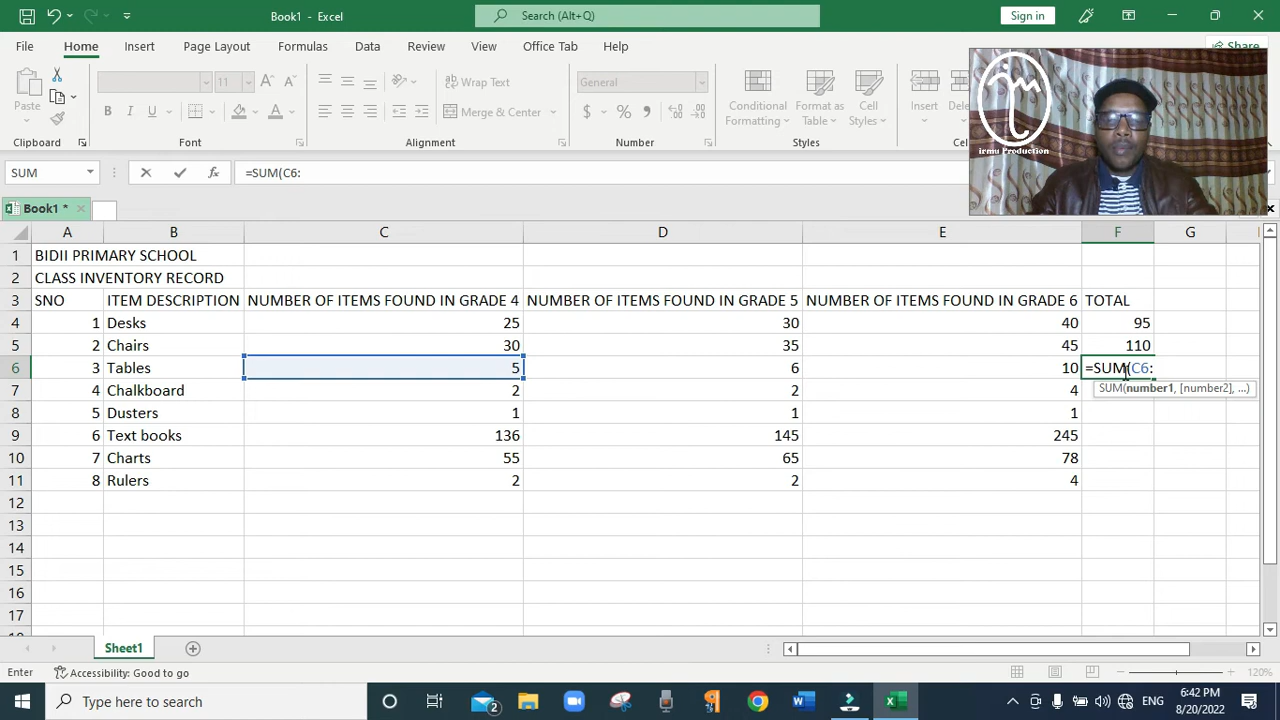 Book1 - Excel
Search (Alt+Q)
Sign in
File Home Insert Page Layout Formulas Data Review View Office Tab Help
Share
Paste
11
Wrap Text
Merge & Center
General
Conditional Formatting
Format as Table
Cell Styles
Insert
Clipboard Font Alignment Number Styles
irmu Production
SUM
=SUM(C6:
Book1 *
A B C D E F G
1 BIDII PRIMARY SCHOOL
2 CLASS INVENTORY RECORD
3 SNO ITEM DESCRIPTION NUMBER OF ITEMS FOUND IN GRADE 4 NUMBER OF ITEMS FOUND IN GRADE 5 NUMBER OF ITEMS FOUND IN GRADE 6 TOTAL
4 1 Desks 25 30 40 95
5 2 Chairs 30 35 45 110
6 3 Tables 5 6 10 =SUM(C6:
SUM(number1, [number2], ...)
7 4 Chalkboard 2 2 4
8 5 Dusters 1 1 1
9 6 Text books 136 145 245
10 7 Charts 55 65 78
11 8 Rulers 2 2 4
12
13
14
15
16
17
Sheet1
Enter Accessibility: Good to go 120%
Type here to search
2
ENG
6:42 PM
8/20/2022